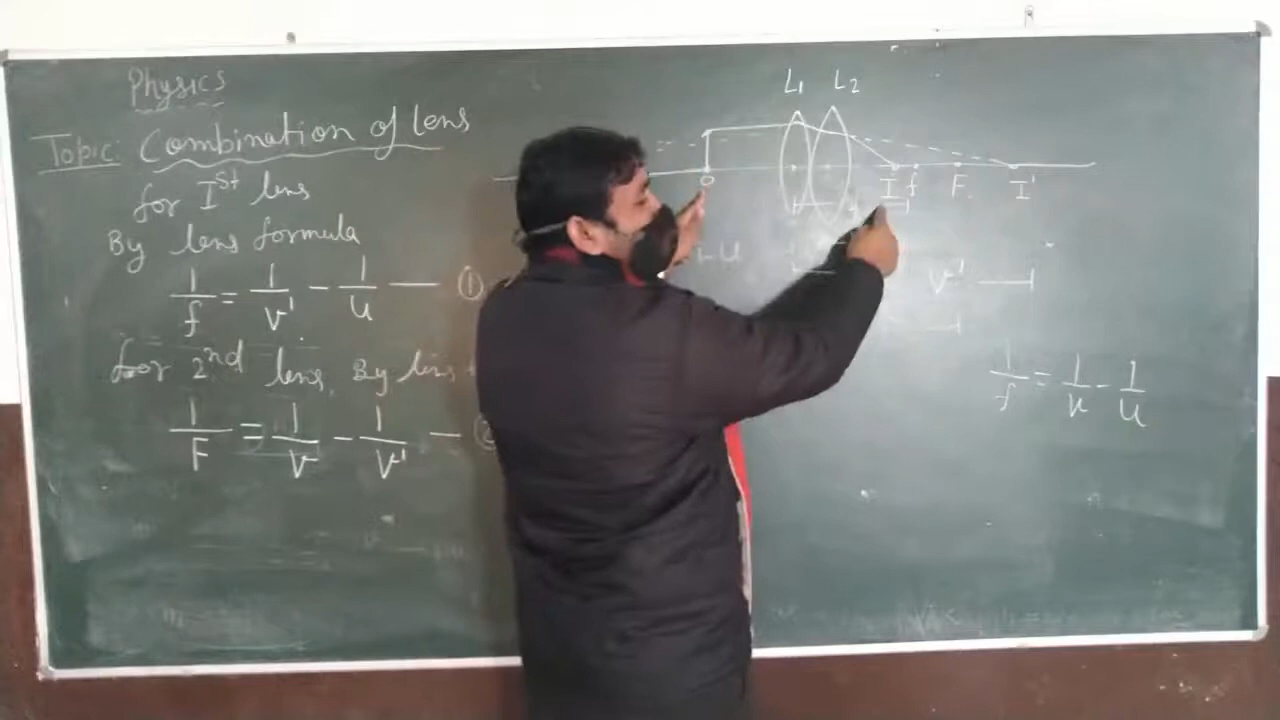 Physics
Topic: Combination of lens
for Ist lens
By lens formula
1/f = 1/V' - 1/u — ①
For 2nd lens, By lens
1/F = 1/V - 1/V' — ②
L1 L2
O I f F I'
-u
V'
1/f = 1/v - 1/u